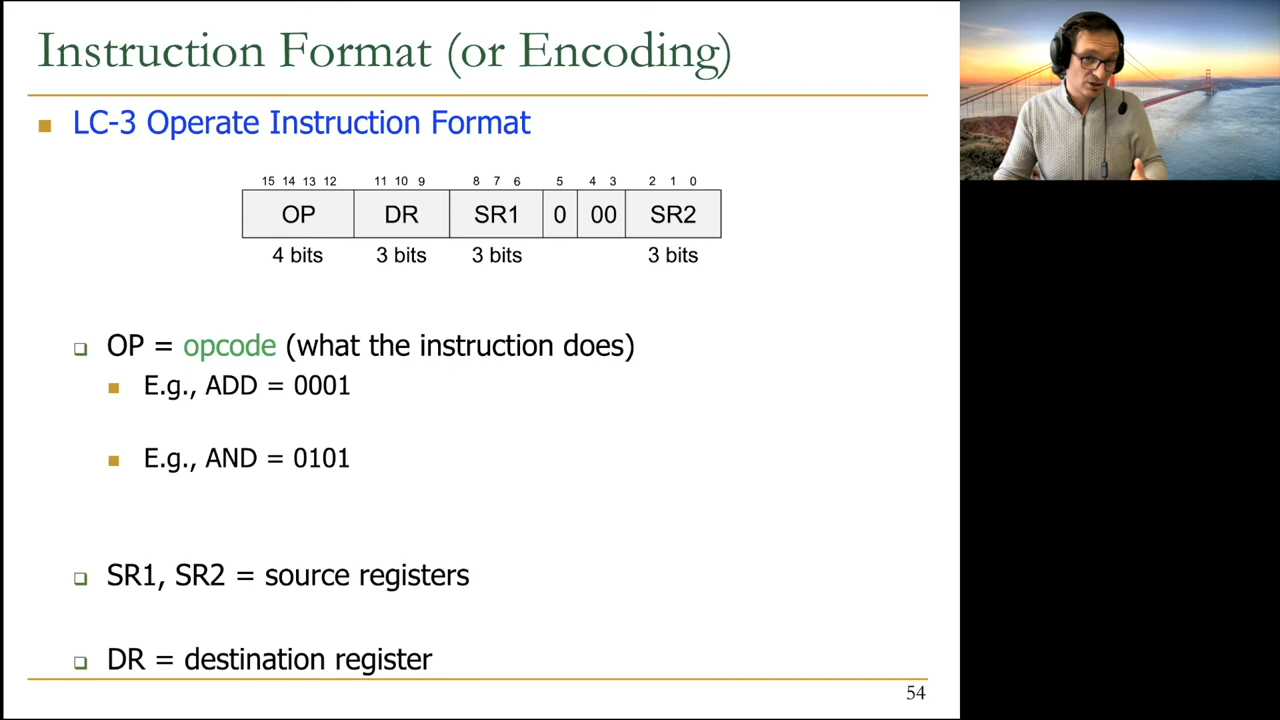 Instruction Format (or Encoding)
LC-3 Operate Instruction Format
15 14 13 12 11 10 9 8 7 6 5 4 3 2 1 0
OP DR SR1 0 00 SR2
4 bits 3 bits 3 bits 3 bits
OP = opcode (what the instruction does)
E.g., ADD = 0001
E.g., AND = 0101
SR1, SR2 = source registers
DR = destination register
54